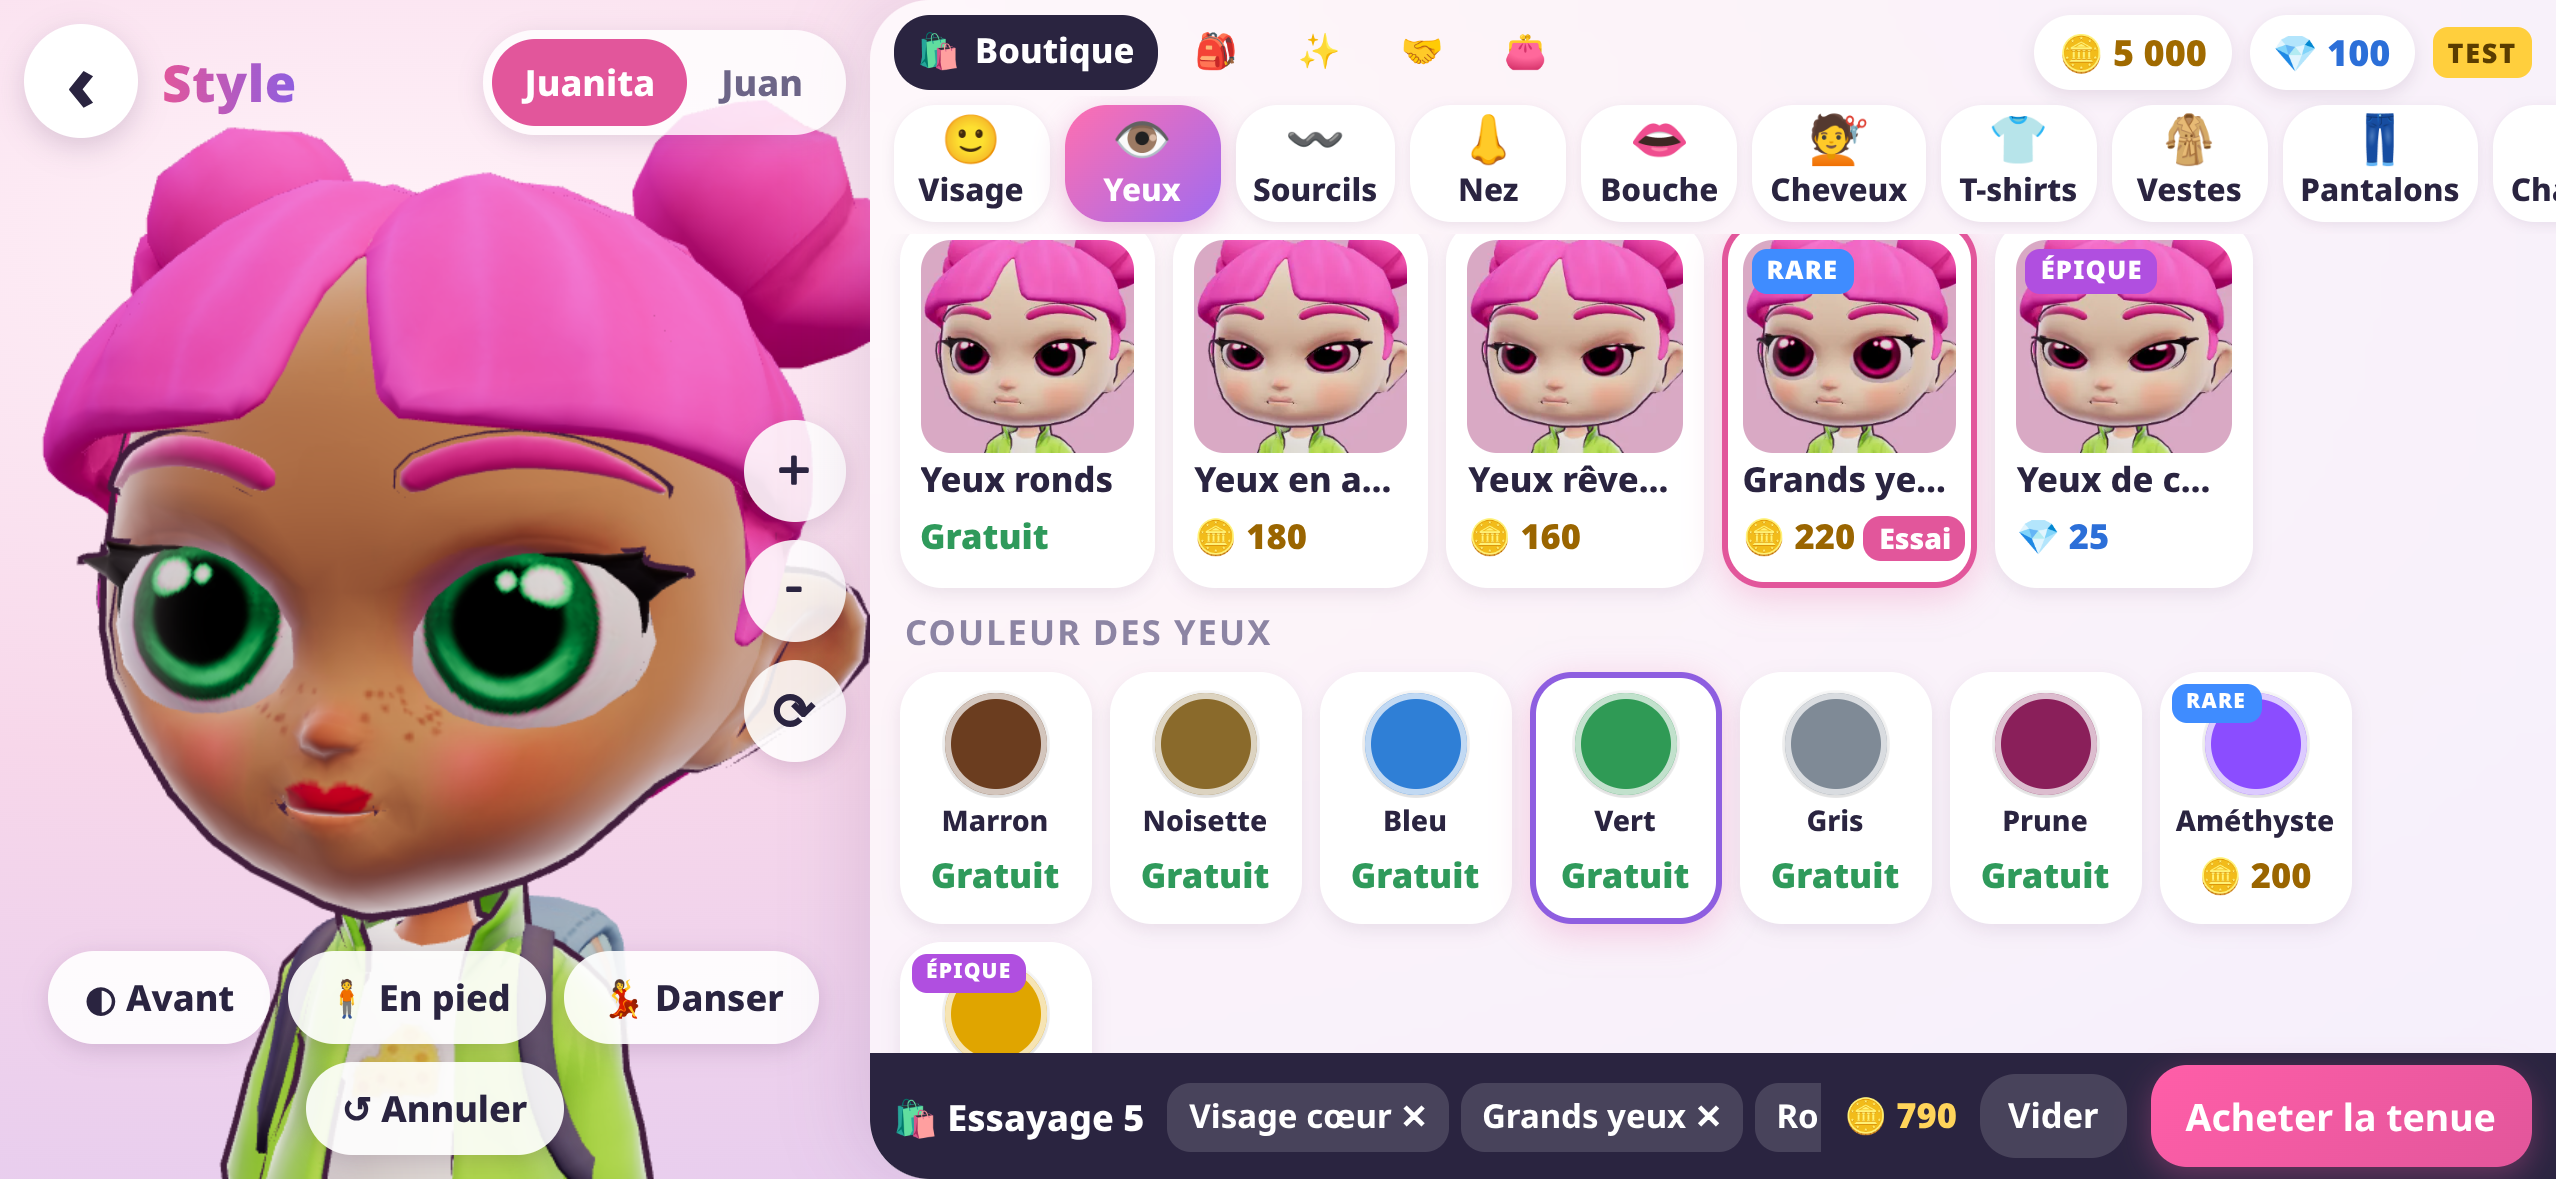 Style
Juanita
Juan
Boutique
5 000
100
TEST
Visage
Yeux
Sourcils
Nez
Bouche
Cheveux
T-shirts
Vestes
Pantalons
Cha
RARE
ÉPIQUE
Yeux ronds
Yeux en a...
Yeux rêve...
Grands ye...
Yeux de c...
Gratuit
180
160
220 Essai
25
COULEUR DES YEUX
RARE
Marron
Noisette
Bleu
Vert
Gris
Prune
Améthyste
Gratuit
Gratuit
Gratuit
Gratuit
Gratuit
Gratuit
200
ÉPIQUE
+
-
Avant
En pied
Danser
Annuler
Essayage 5
Visage cœur ✕
Grands yeux ✕
Ro
790
Vider
Acheter la tenue